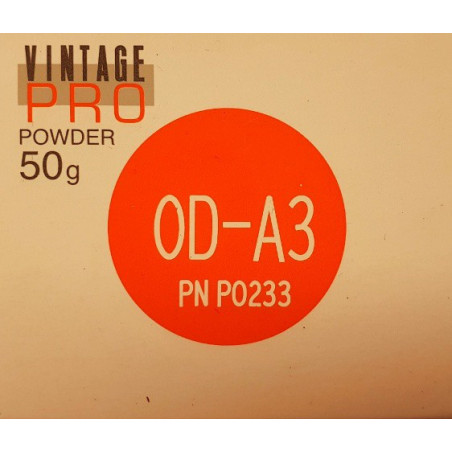 VINTAGE
PRO
POWDER
50g
OD-A3
PN P0233